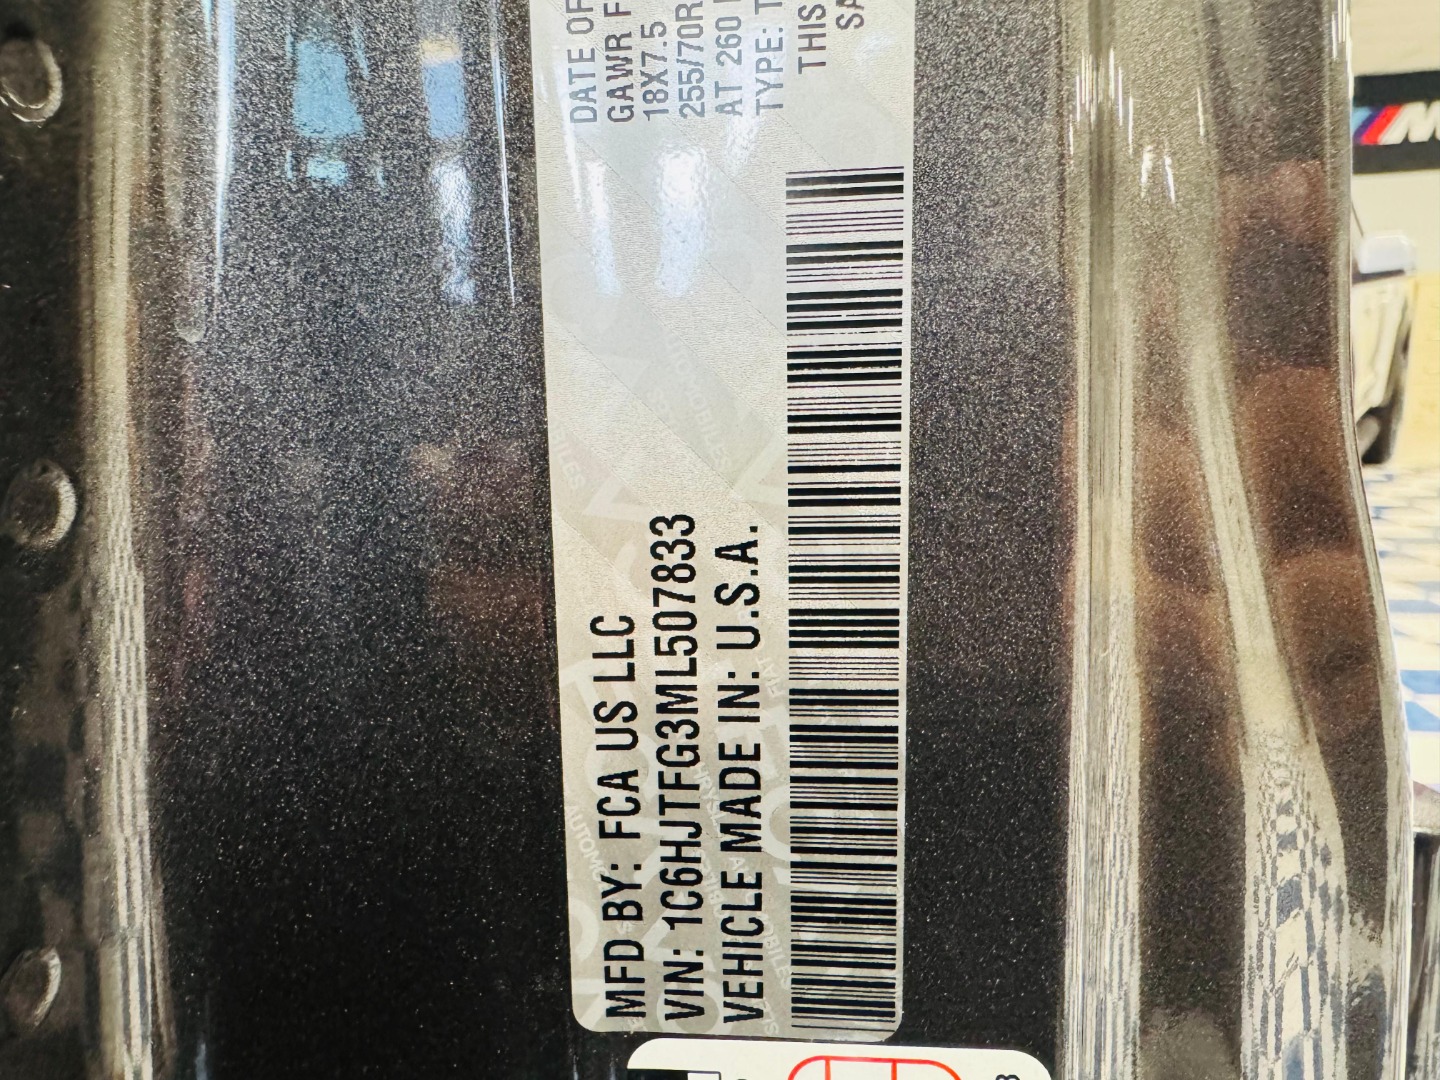 MFD BY: FCA US LLC
VIN: 1C6HJTFG3ML507833
VEHICLE MADE IN: U.S.A.
DATE OF
GAWR F
18X7.5
255/70R
AT 260
TYPE: T
THIS
SA